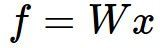 f = Wx